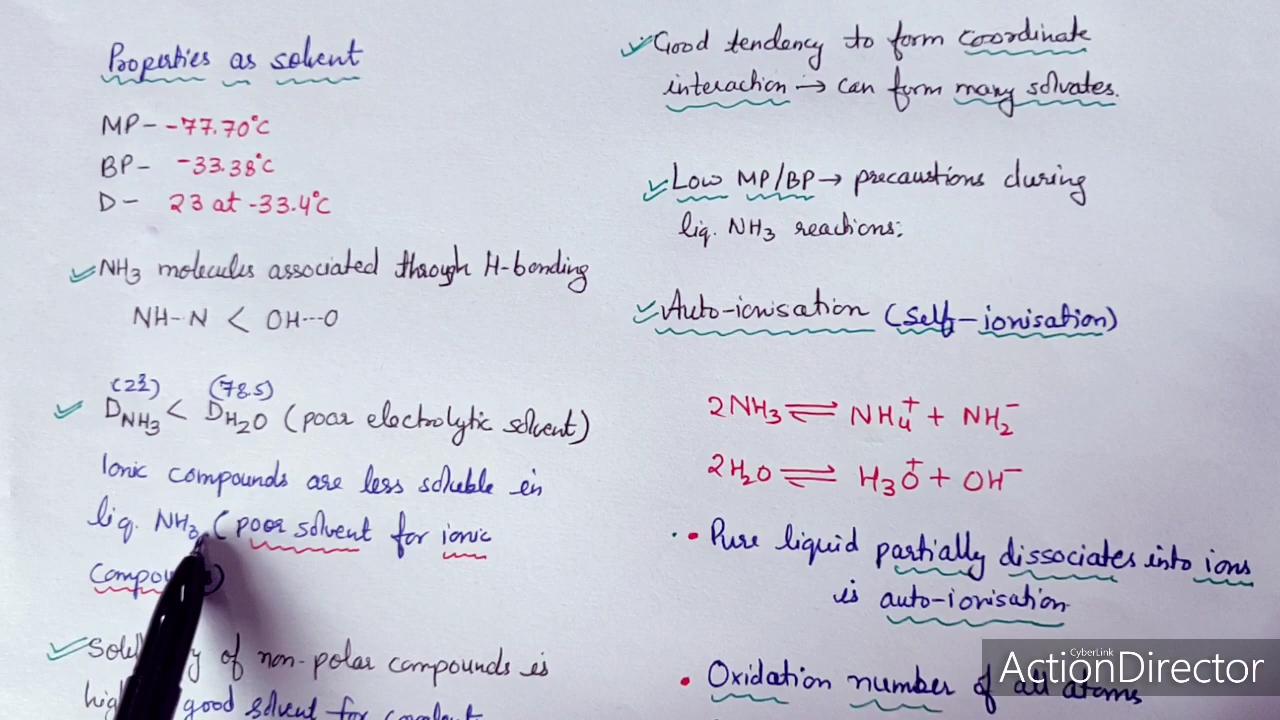 Properties as solvent
MP- -77.70°C
BP- -33.38°C
D- 23 at -33.4°C
NH3 molecules associated through H-bonding
NH--N < OH---O
(23) (78.5)
DNH3 < DH2O (poor electrolytic solvent)
Ionic compounds are less soluble in
liq. NH3 (poor solvent for ionic
of non-polar compounds is
good solvent for
Good tendency to form coordinate
interaction → can form many solvates.
Low MP/BP → precaustions during
liq. NH3 reactions.
Auto-ionisation (self-ionisation)
2NH3 ⇌ NH4+ + NH2-
2H2O ⇌ H3O+ + OH-
• Pure liquid partially dissociates into ions
is auto-ionisation
• Oxidation number of all atoms
CyberLink
ActionDirector